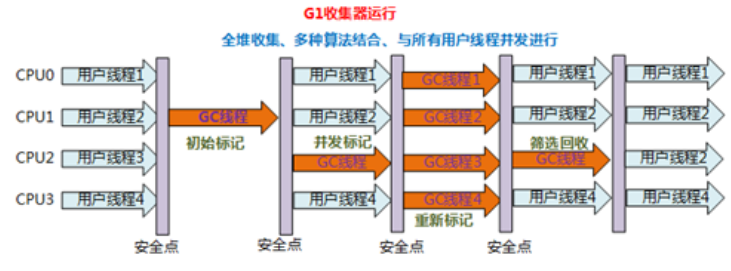 G1收集器运行
全堆收集、多种算法结合、与所有用户线程并发进行
CPU0 用户线程1 用户线程1 GC线程1 用户线程1 用户线程1
CPU1 用户线程2 GC线程 用户线程2 GC线程2 用户线程2 用户线程2
初始标记 并发标记 筛选回收
CPU2 用户线程3 GC线程 GC线程3 GC线程 用户线程2
CPU3 用户线程4 用户线程4 GC线程4 用户线程4 用户线程4
重新标记
安全点 安全点 安全点 安全点